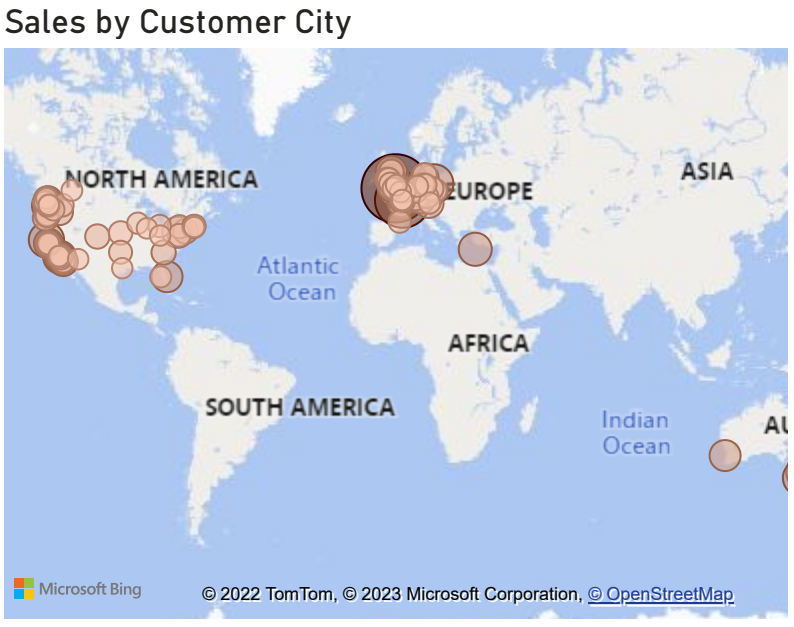 Sales by Customer City
NORTH AMERICA
EUROPE
ASIA
Atlantic
Ocean
AFRICA
SOUTH AMERICA
Indian
Ocean
AU
Microsoft Bing
© 2022 TomTom, © 2023 Microsoft Corporation, © OpenStreetMap